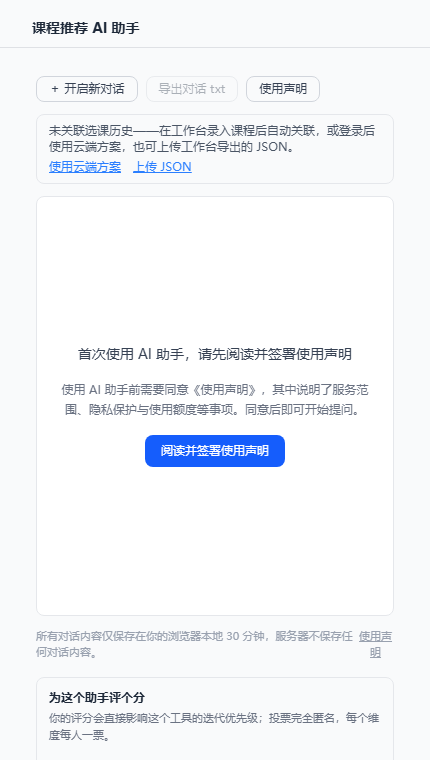 课程推荐 AI 助手
+ 开启新对话 导出对话 txt 使用声明
未关联选课历史——在工作台录入课程后自动关联，或登录后
使用云端方案，也可上传工作台导出的 JSON。
使用云端方案 上传 JSON
首次使用 AI 助手，请先阅读并签署使用声明
使用 AI 助手前需要同意《使用声明》，其中说明了服务范
围、隐私保护与使用额度等事项。同意后即可开始提问。
阅读并签署使用声明
所有对话内容仅保存在你的浏览器本地 30 分钟，服务器不保存任
何对话内容。
使用声
明
为这个助手评个分
你的评分会直接影响这个工具的迭代优先级；投票完全匿名，每个维
度每人一票。